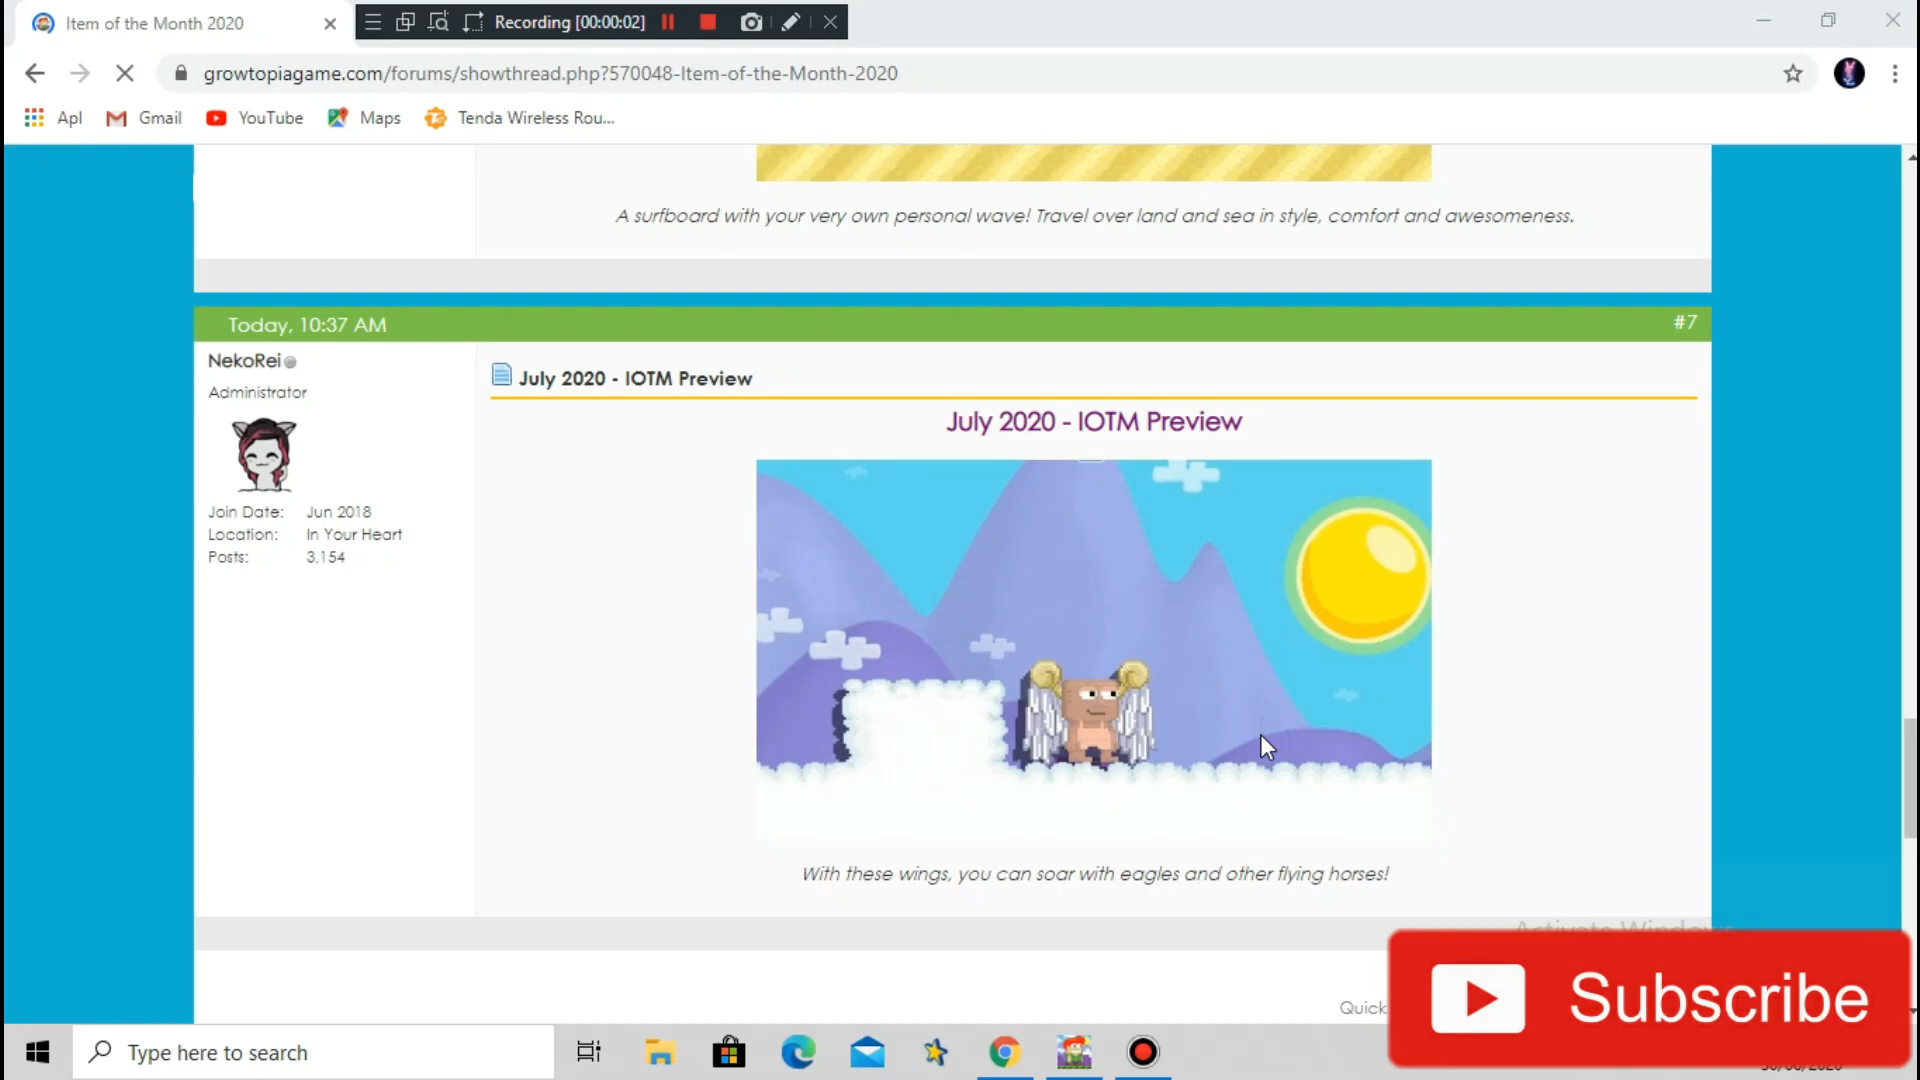 Item of the Month 2020
Recording [00:00:02]
growtopiagame.com/forums/showthread.php?570048-Item-of-the-Month-2020
Apl
Gmail
YouTube
Maps
Tenda Wireless Rou...
A surfboard with your very own personal wave! Travel over land and sea in style, comfort and awesomeness.
Today, 10:37 AM
#7
NekoRei
Administrator
Join Date: Jun 2018
Location: In Your Heart
Posts: 3,154
July 2020 - IOTM Preview
July 2020 - IOTM Preview
With these wings, you can soar with eagles and other flying horses!
Quick
Subscribe
Type here to search